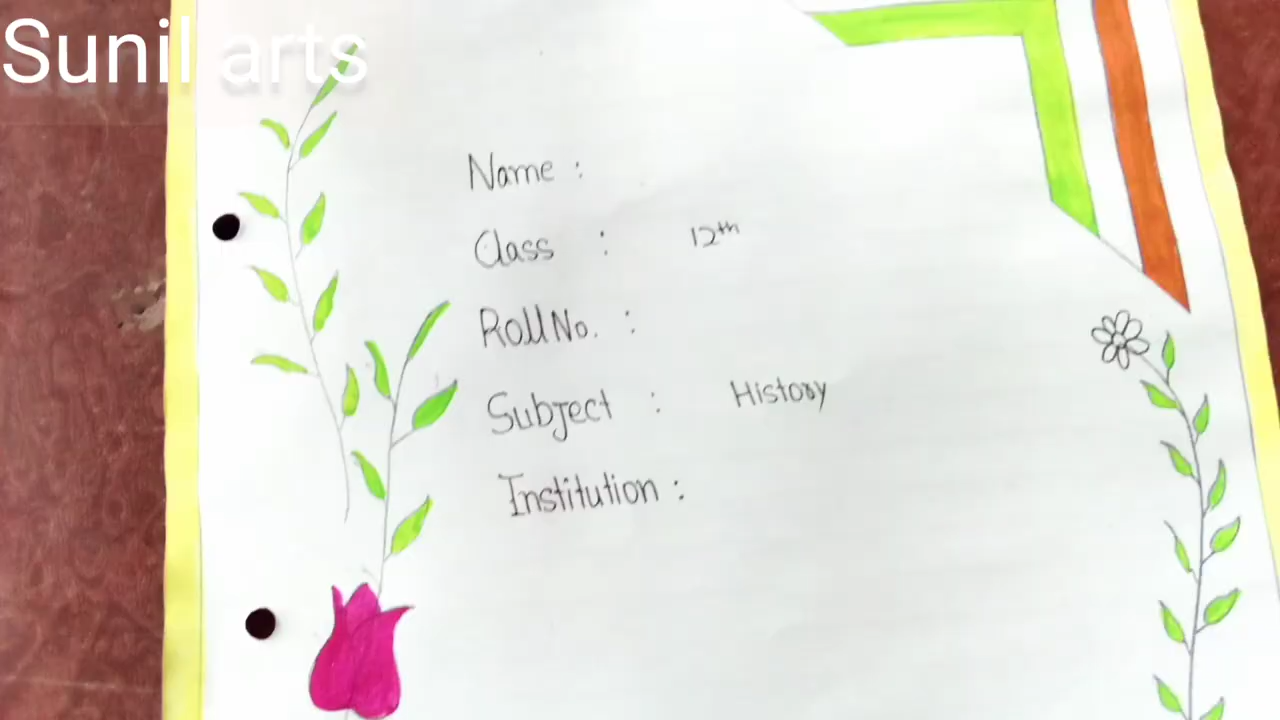 Sunil arts
Name :
Class : 12th
Roll No. :
Subject : History
Institution :